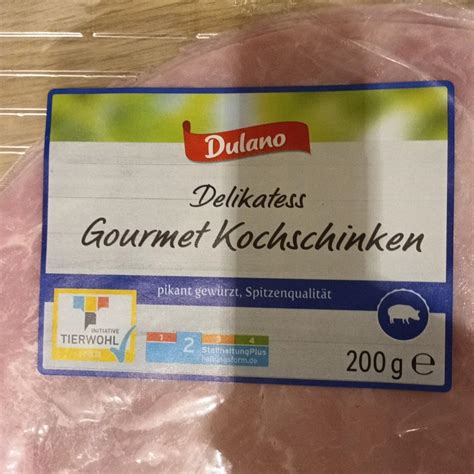 Dulano
Delikatess
Gourmet Kochschinken
pikant gewürzt, Spitzenqualität
INITIATIVE
TIERWOHL
1 2 3 4
StallhaltungPlus
haltungsform.de
200 g ℮